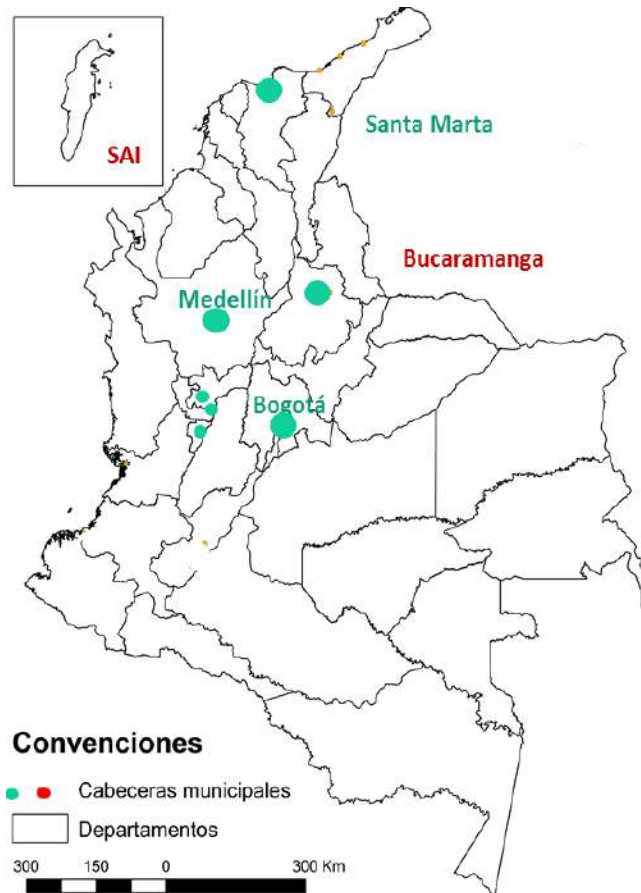 SAI
Santa Marta
Bucaramanga
Medellín
Bogotá
Convenciones
Cabeceras municipales
Departamentos
300 150 0 300 Km